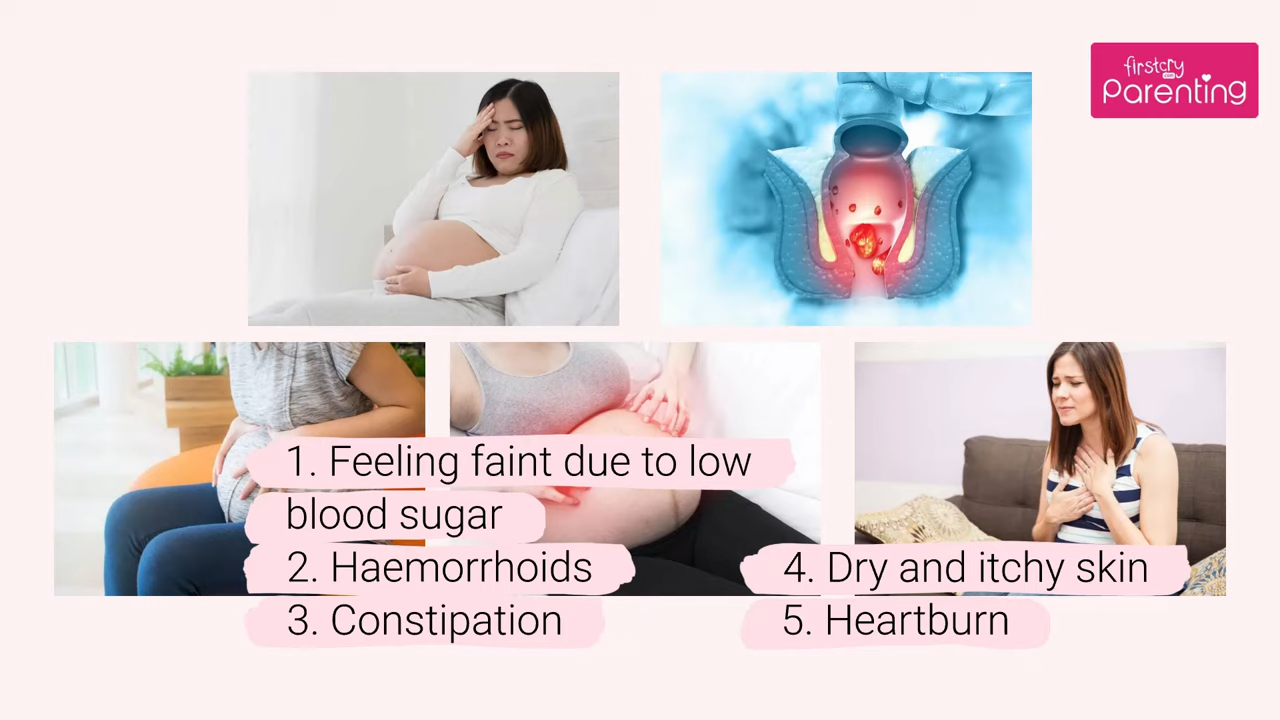 firstcry
.com
Parenting
1. Feeling faint due to low
blood sugar
2. Haemorrhoids
3. Constipation
4. Dry and itchy skin
5. Heartburn